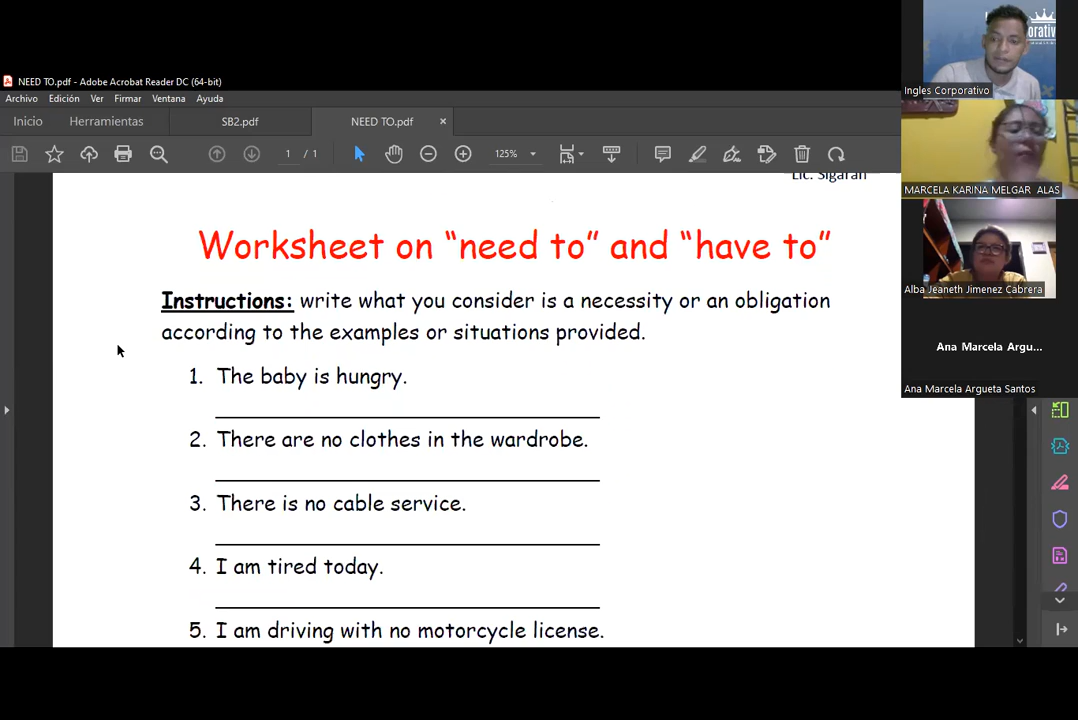 NEED TO.pdf - Adobe Acrobat Reader DC (64-bit)
Archivo Edición Ver Firmar Ventana Ayuda
Inicio Herramientas SB2.pdf NEED TO.pdf ×
1 / 1 125%
Lic. Sigarán
Worksheet on “need to” and “have to”
Instructions: write what you consider is a necessity or an obligation
according to the examples or situations provided.
1. The baby is hungry.
2. There are no clothes in the wardrobe.
3. There is no cable service.
4. I am tired today.
5. I am driving with no motorcycle license.
Ingles Corporativo
MARCELA KARINA MELGAR ALAS
Alba Jeaneth Jimenez Cabrera
Ana Marcela Argu...
Ana Marcela Argueta Santos